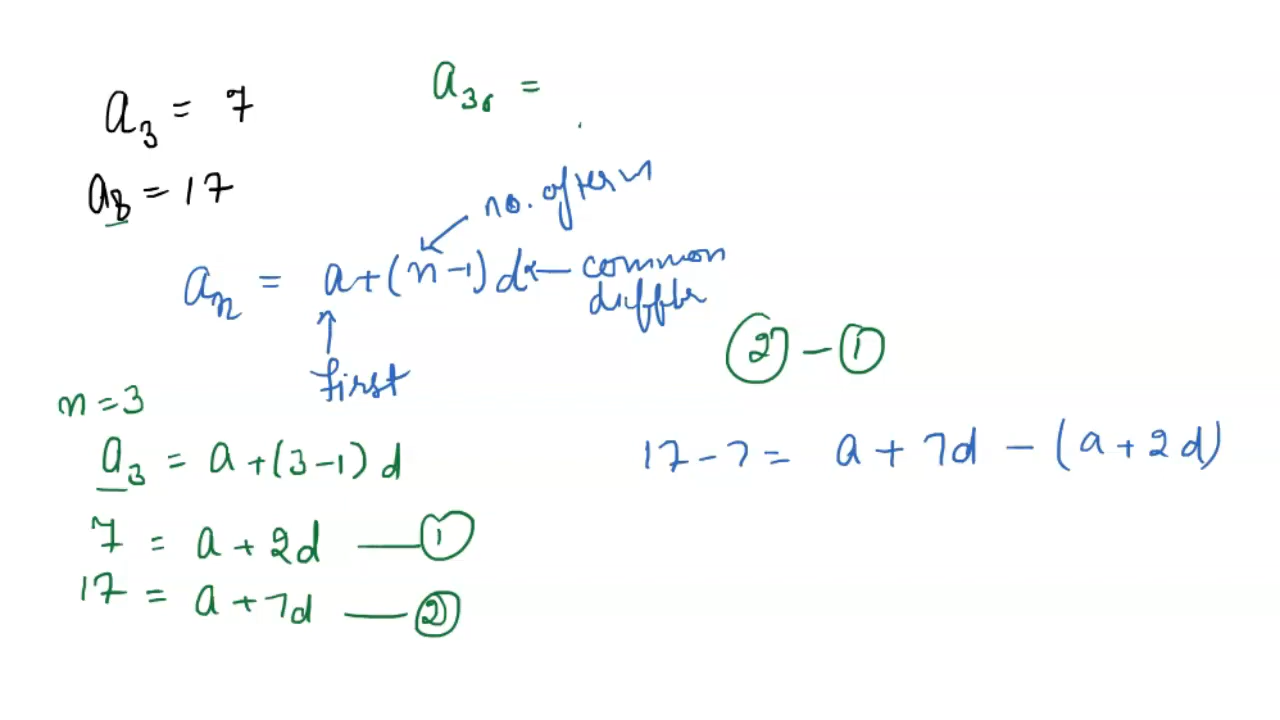 a₃ = 7
a₃₆ =
a₈ = 17
no. of term
aₙ = a+(n-1)d common
first
② - ①
n = 3
a₃ = a+(3-1)d
17-7 = a+7d - (a+2d)
7 = a+2d — ①
17 = a+7d — ②